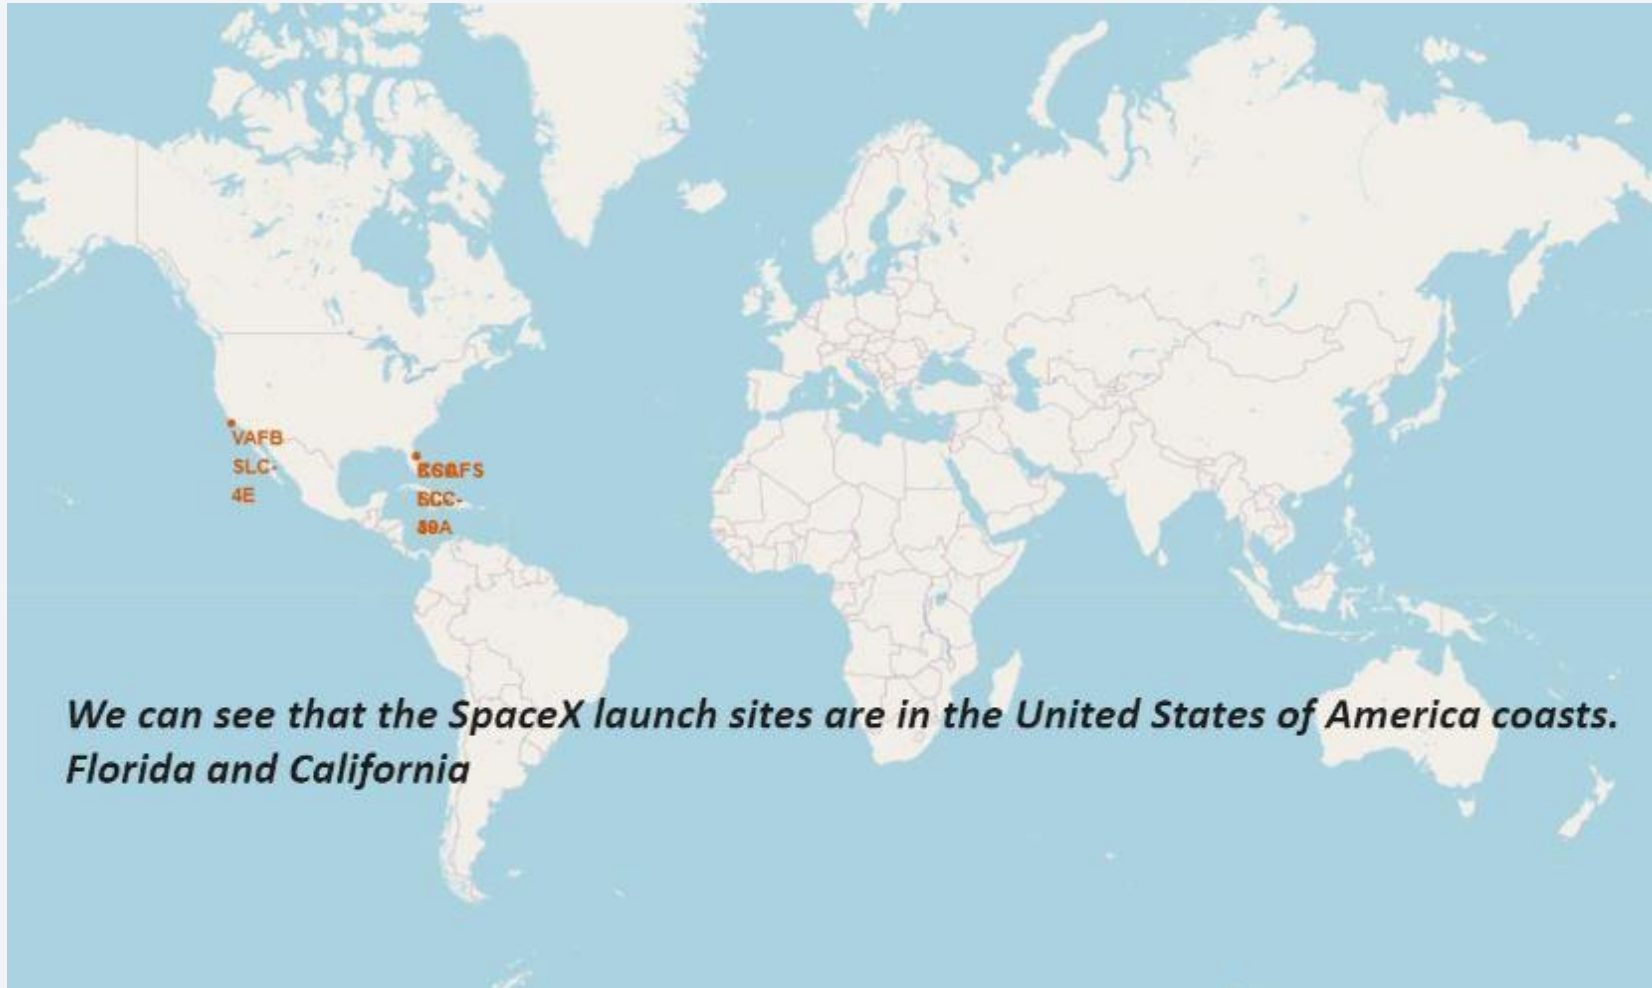 VAFB
SLC-
4E
We can see that the SpaceX launch sites are in the United States of America coasts.
Florida and California